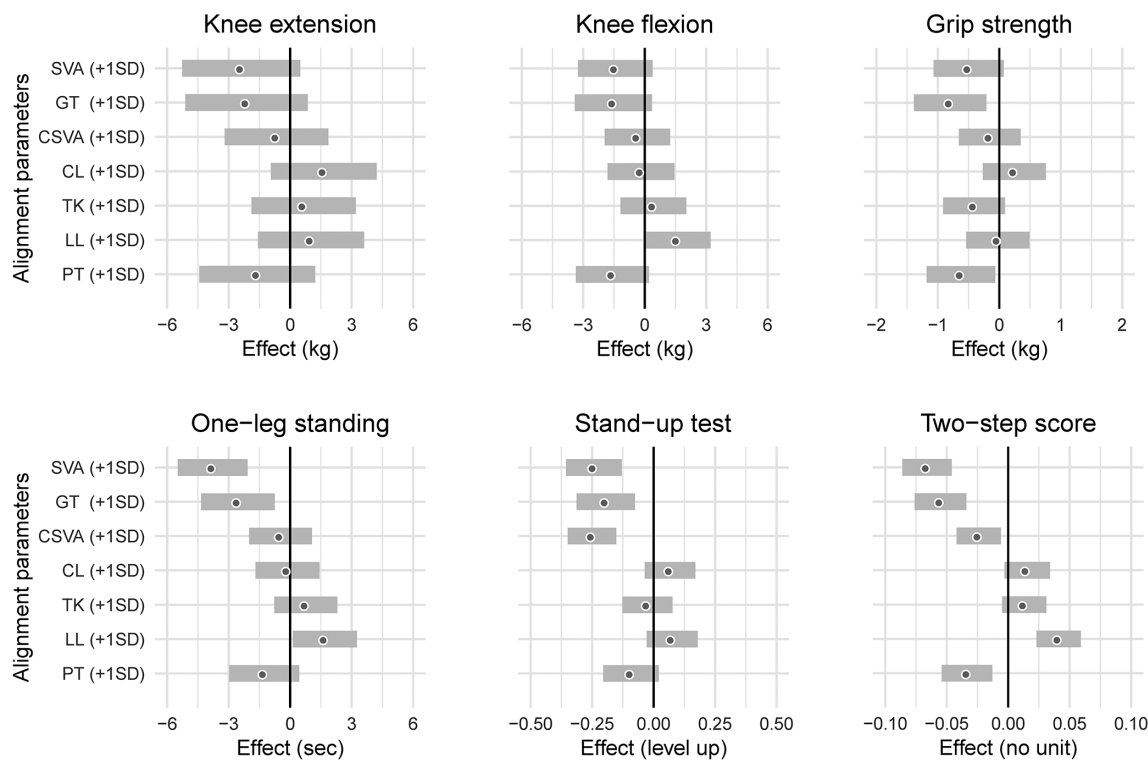 Knee extension
Knee flexion
Grip strength
Alignment parameters
SVA (+1SD)
GT (+1SD)
CSVA (+1SD)
CL (+1SD)
TK (+1SD)
LL (+1SD)
PT (+1SD)
−6 −3 0 3 6
Effect (kg)
−6 −3 0 3 6
Effect (kg)
−2 −1 0 1 2
Effect (kg)
One−leg standing
Stand−up test
Two−step score
Alignment parameters
SVA (+1SD)
GT (+1SD)
CSVA (+1SD)
CL (+1SD)
TK (+1SD)
LL (+1SD)
PT (+1SD)
−6 −3 0 3 6
Effect (sec)
−0.50 −0.25 0.00 0.25 0.50
Effect (level up)
−0.10 −0.05 0.00 0.05 0.10
Effect (no unit)